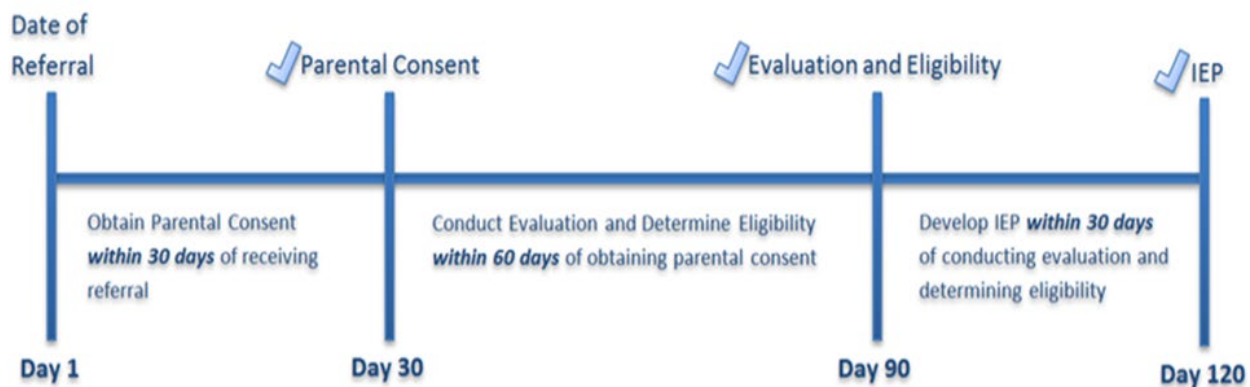 Date of
Referral
Parental Consent
Evaluation and Eligibility
IEP
Obtain Parental Consent
within 30 days of receiving
referral
Conduct Evaluation and Determine Eligibility
within 60 days of obtaining parental consent
Develop IEP within 30 days
of conducting evaluation and
determining eligibility
Day 1
Day 30
Day 90
Day 120